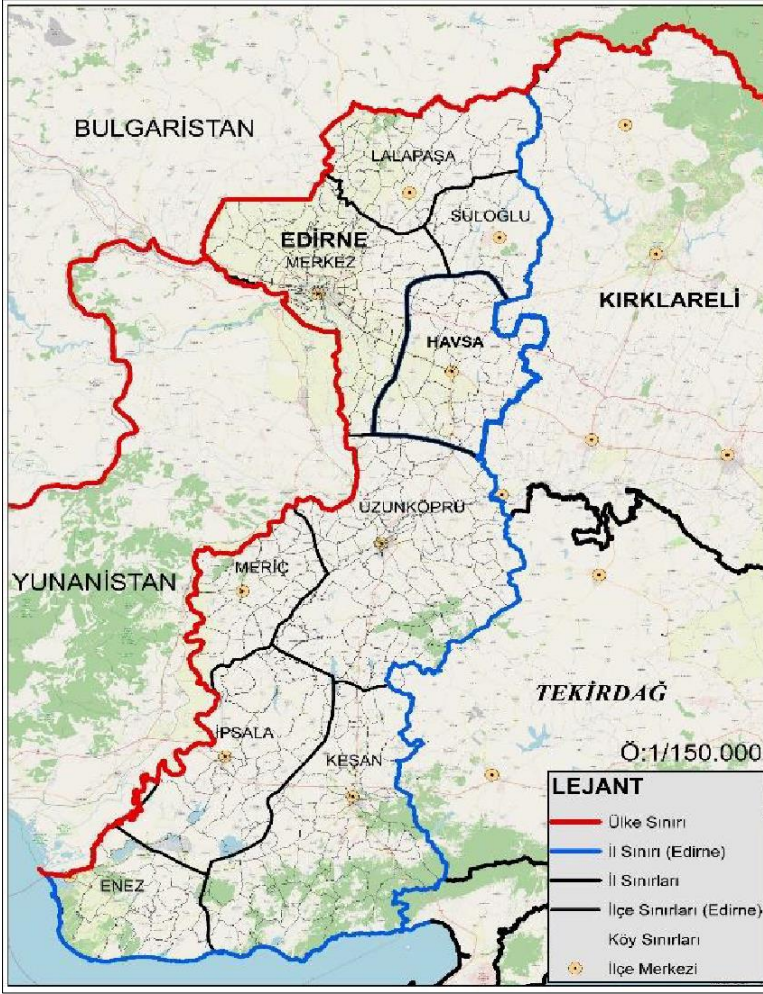 BULGARİSTAN
LALAPAŞA
SÜLOĞLU
EDİRNE
MERKEZ
KIRKLARELİ
HAVSA
UZUNKÖPRÜ
MERİÇ
YUNANİSTAN
TEKİRDAĞ
İPSALA
KEŞAN
Ö:1/150.000
ENEZ
LEJANT
Ülke Sınırı
İl Sınırı (Edirne)
İl Sınırları
İlçe Sınırları (Edirne)
Köy Sınırları
İlçe Merkezi